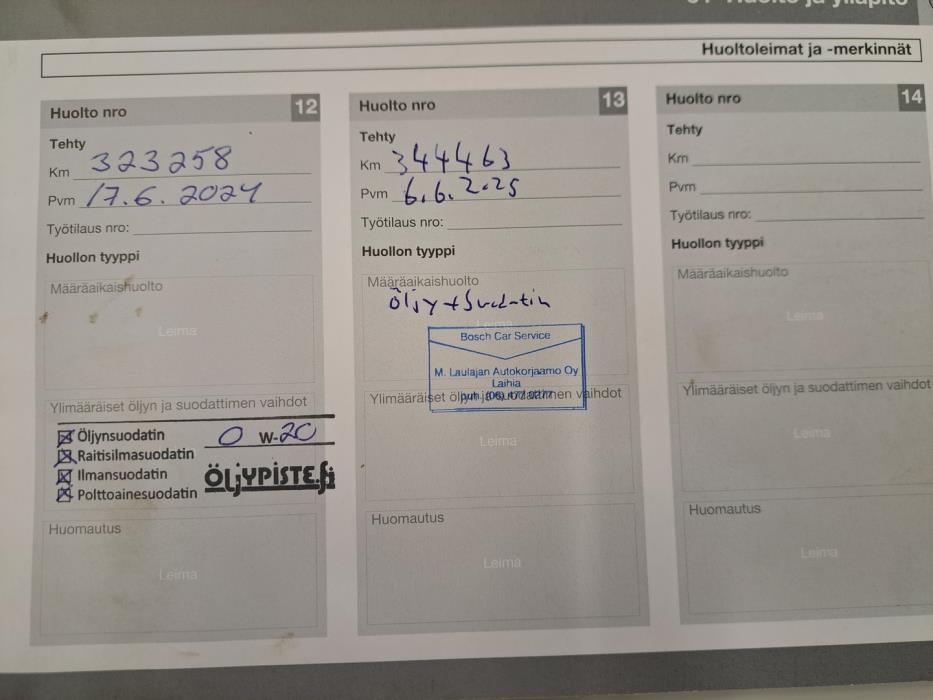 Huoltoleimat ja -merkinnät
Huolto nro 12
Tehty
Km 323258
Pvm 17.6.2024
Työtilaus nro:
Huollon tyyppi
Määräaikaishuolto
Leima
Ylimääräiset öljyn ja suodattimen vaihdot
Öljynsuodatin 0 W-20
Raitisilmasuodatin
Ilmansuodatin
Polttoainesuodatin
ÖLJYPISTE.fi
Huomautus
Leima
Huolto nro 13
Tehty
Km 344463
Pvm 6.6.2025
Työtilaus nro:
Huollon tyyppi
Määräaikaishuolto
Öljy + Suodatin
Leima
Bosch Car Service
M. Laulajan Autokorjaamo Oy
Laihia
Ylimääräiset öljyn ja suodattimen vaihdot
Leima
Huomautus
Leima
Huolto nro 14
Tehty
Km
Pvm
Työtilaus nro:
Huollon tyyppi
Määräaikaishuolto
Leima
Ylimääräiset öljyn ja suodattimen vaihdot
Leima
Huomautus
Leima